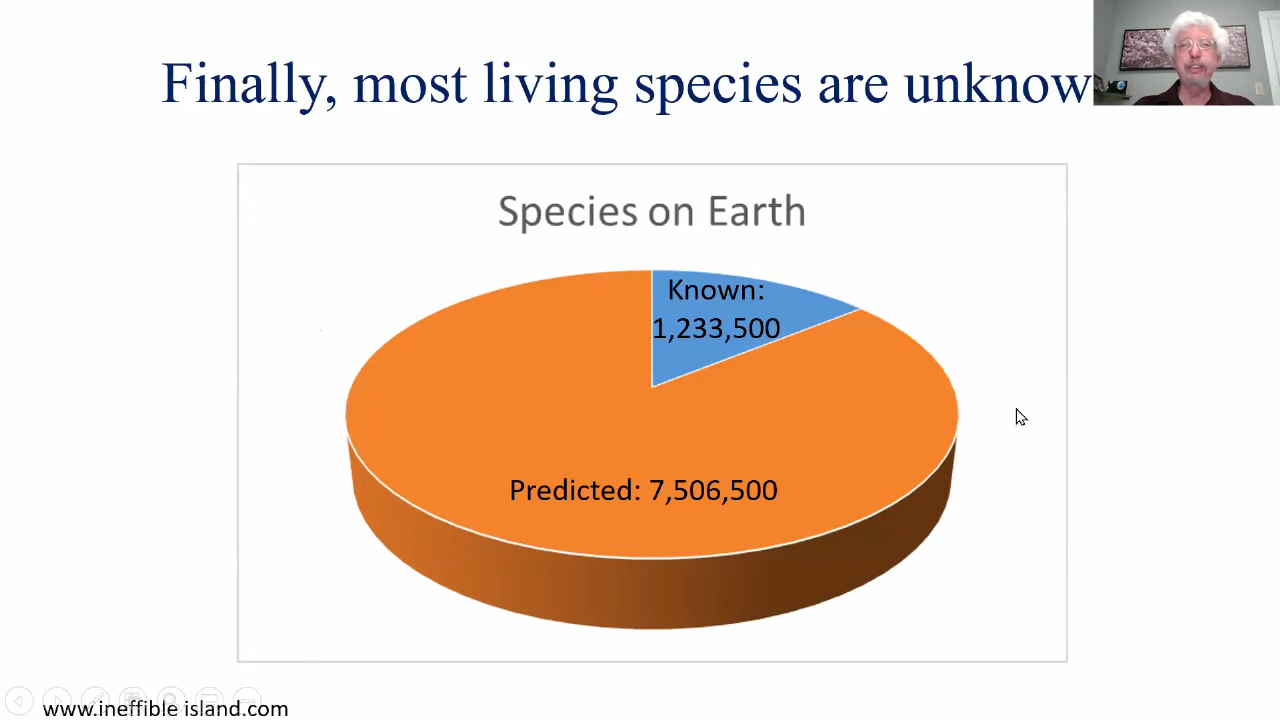 Finally, most living species are unknow
Species on Earth
Known:
1,233,500
Predicted: 7,506,500
www.ineffible island.com